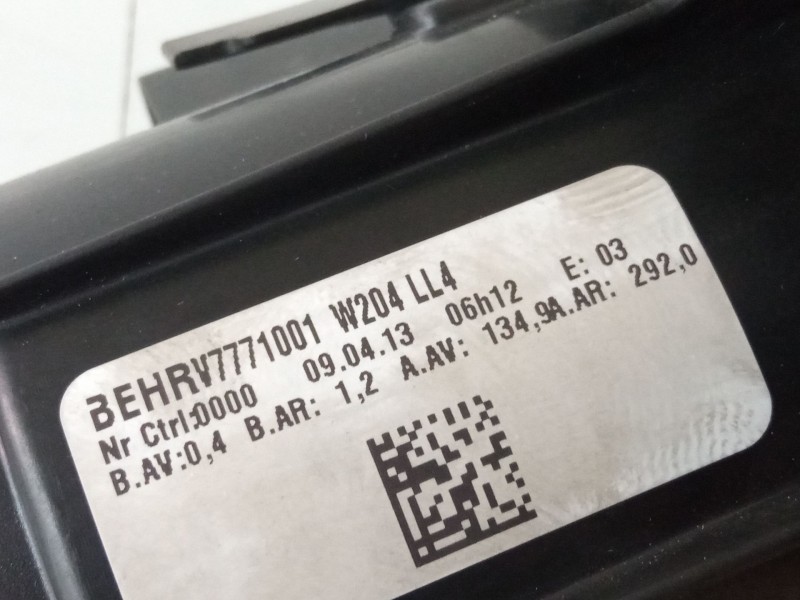 BEHRV7771001 W204 LL4
Nr Ctrl:0000 09.04.13 06h12 E: 03
B.AV:0,4 B.AR: 1,2 A.AV: 134,9A.AR: 292,0